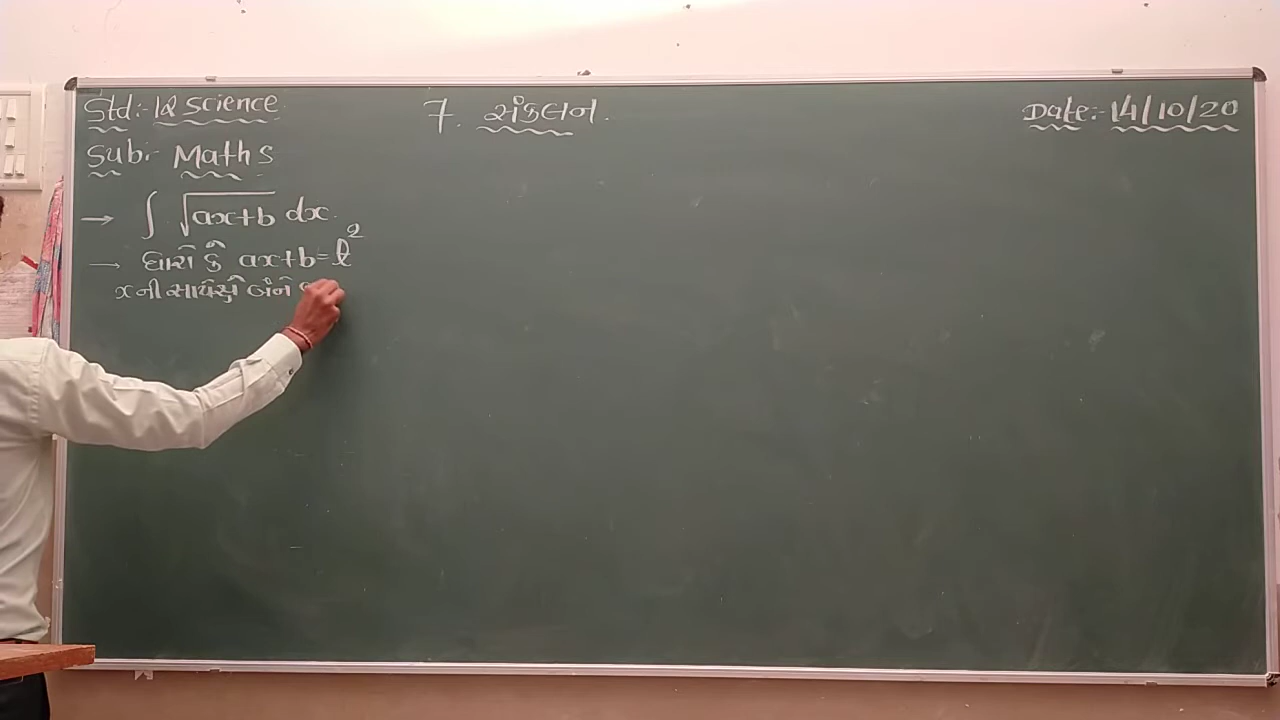 Std:- 12 Science
7. સંકલન.
Date:- 14/10/20
Sub:- Maths
→ ∫ √ax+b dx.
→ ધારો કે ax+b=t²
x ની સાપેક્ષે બંને